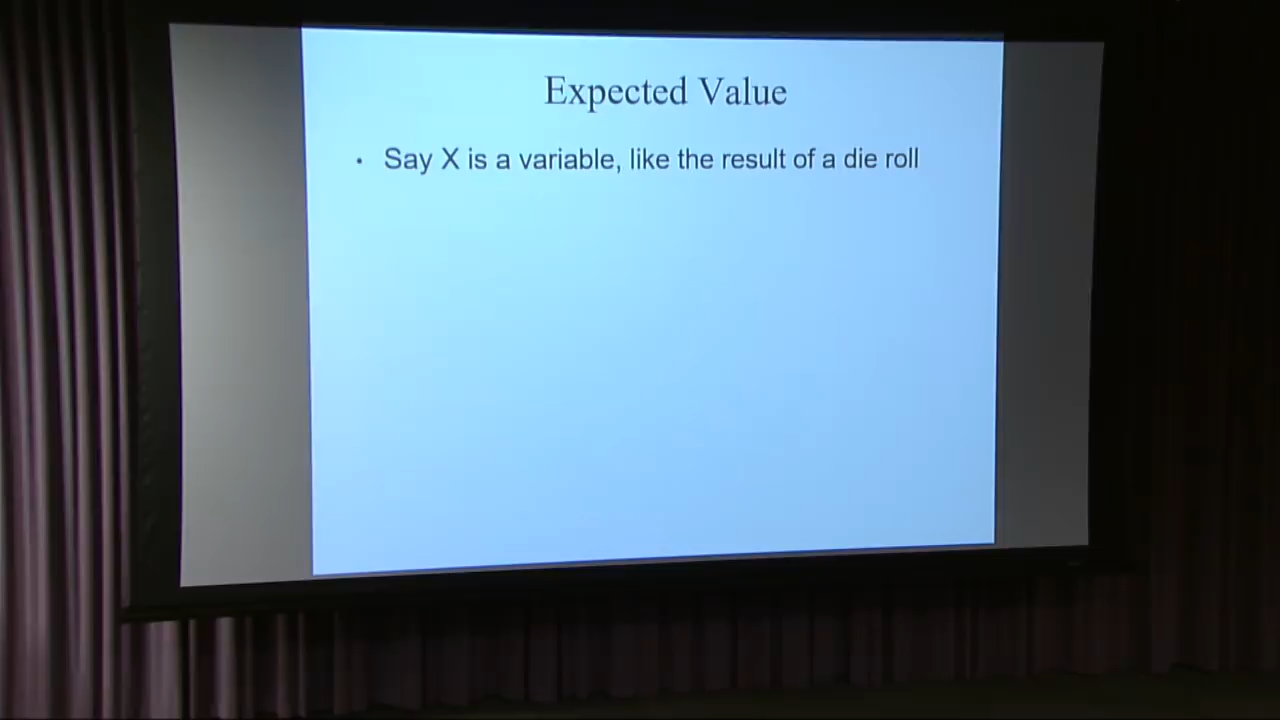 Expected Value
• Say X is a variable, like the result of a die roll